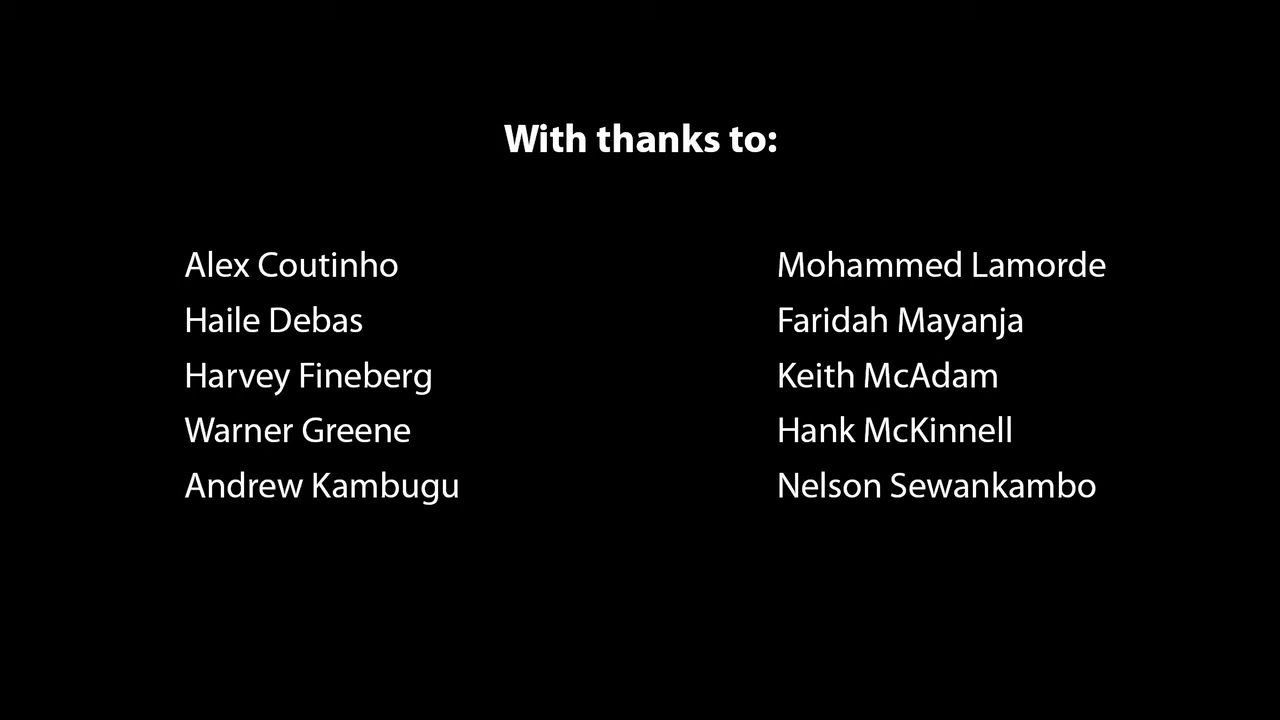 With thanks to:
Alex Coutinho
Haile Debas
Harvey Fineberg
Warner Greene
Andrew Kambugu
Mohammed Lamorde
Faridah Mayanja
Keith McAdam
Hank McKinnell
Nelson Sewankambo